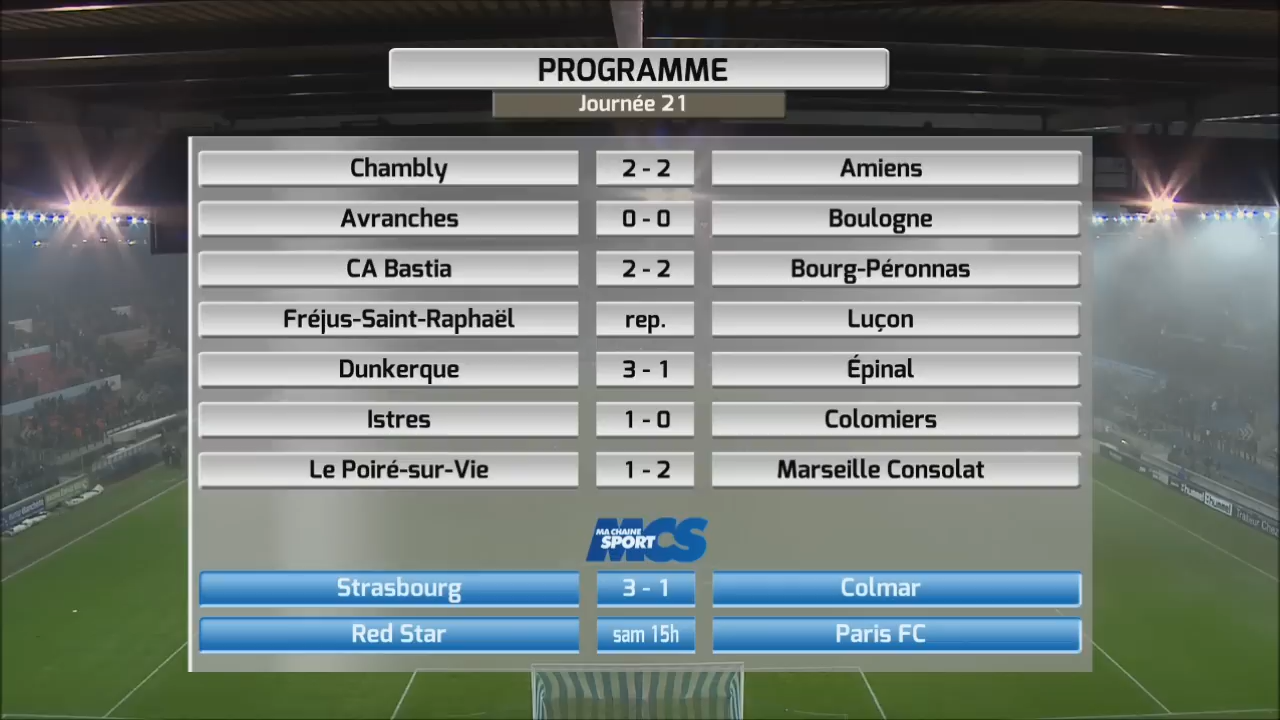 PROGRAMME
Journée 21
Chambly 2 - 2 Amiens
Avranches 0 - 0 Boulogne
CA Bastia 2 - 2 Bourg-Péronnas
Fréjus-Saint-Raphaël rep. Luçon
Dunkerque 3 - 1 Épinal
Istres 1 - 0 Colomiers
Le Poiré-sur-Vie 1 - 2 Marseille Consolat
MA CHAINE SPORT MCS
Strasbourg 3 - 1 Colmar
Red Star sam 15h Paris FC